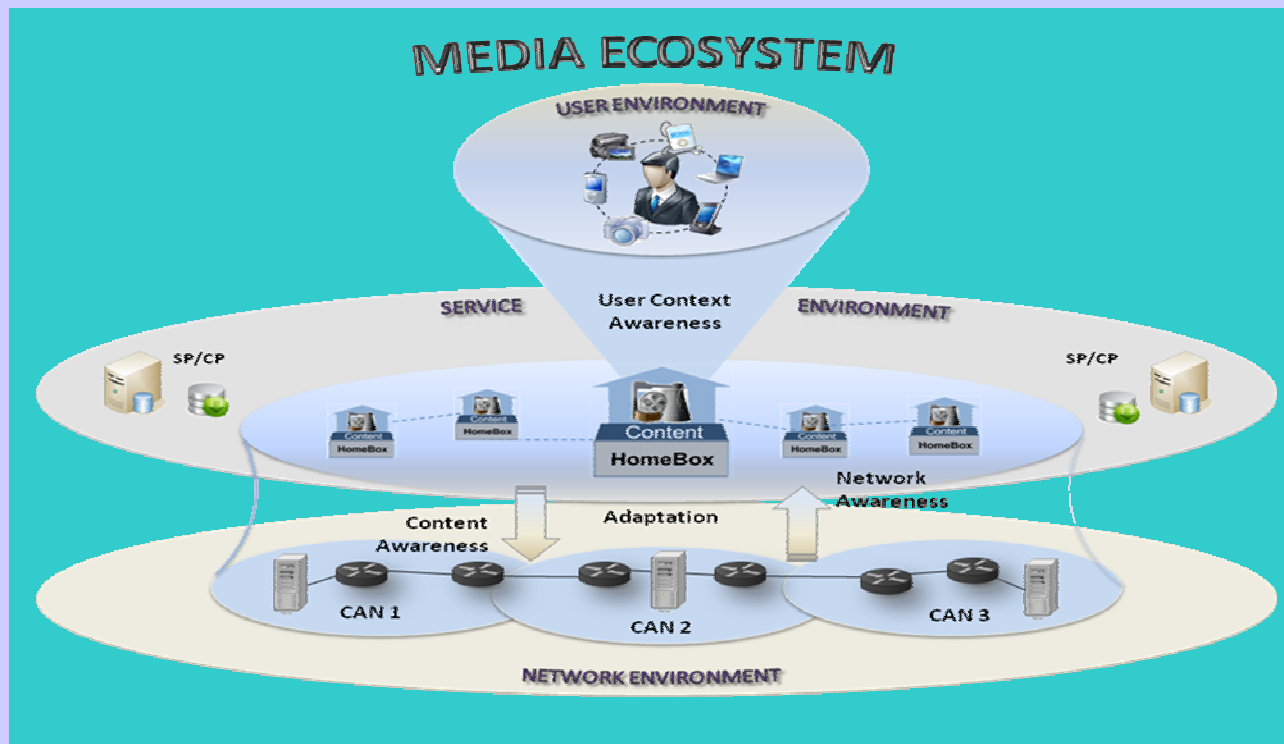 MEDIA ECOSYSTEM
USER ENVIRONMENT
SERVICE
User Context
Awareness
ENVIRONMENT
SP/CP
SP/CP
Content
HomeBox
Content
HomeBox
Content
HomeBox
Content
HomeBox
Content
HomeBox
Network
Awareness
Content
Awareness
Adaptation
CAN 1
CAN 2
CAN 3
NETWORK ENVIRONMENT